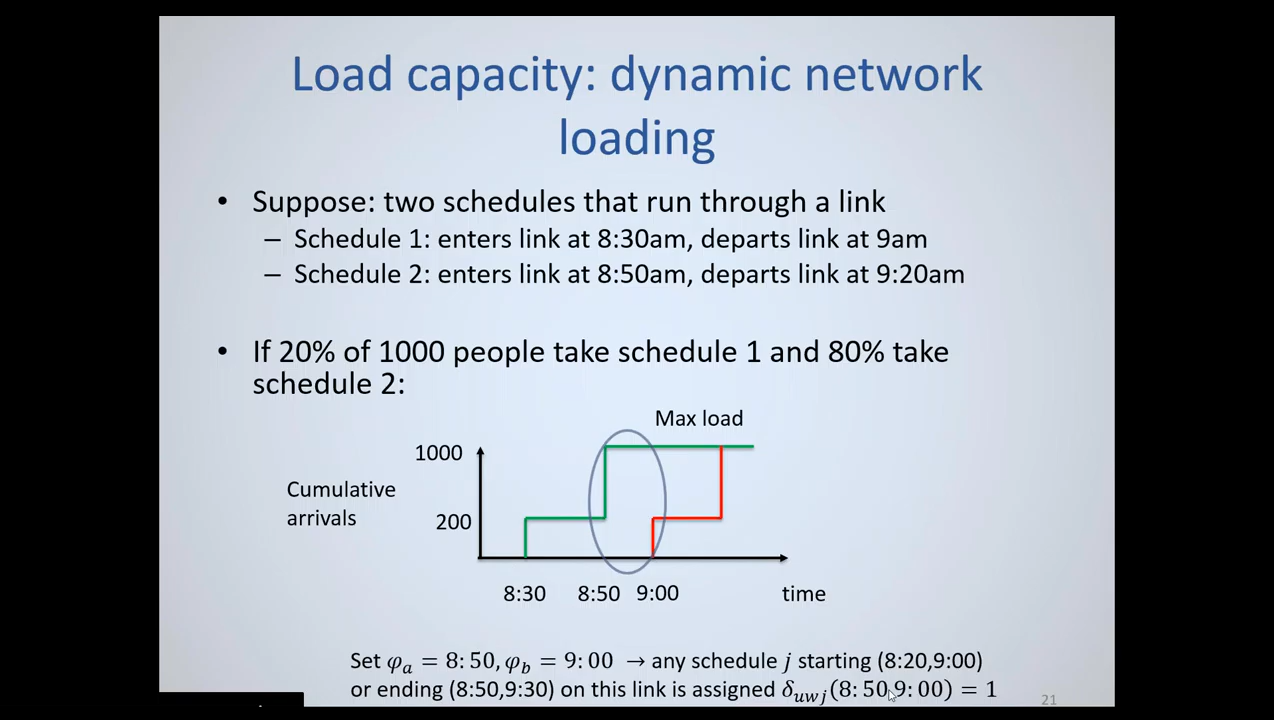 Load capacity: dynamic network
loading
• Suppose: two schedules that run through a link
– Schedule 1: enters link at 8:30am, departs link at 9am
– Schedule 2: enters link at 8:50am, departs link at 9:20am
• If 20% of 1000 people take schedule 1 and 80% take
schedule 2:
Max load
1000
Cumulative
arrivals
200
8:30 8:50 9:00 time
Set φₐ = 8:50, φ_b = 9:00 → any schedule j starting (8:20,9:00)
or ending (8:50,9:30) on this link is assigned δ_uwj(8:50,9:00) = 1
21